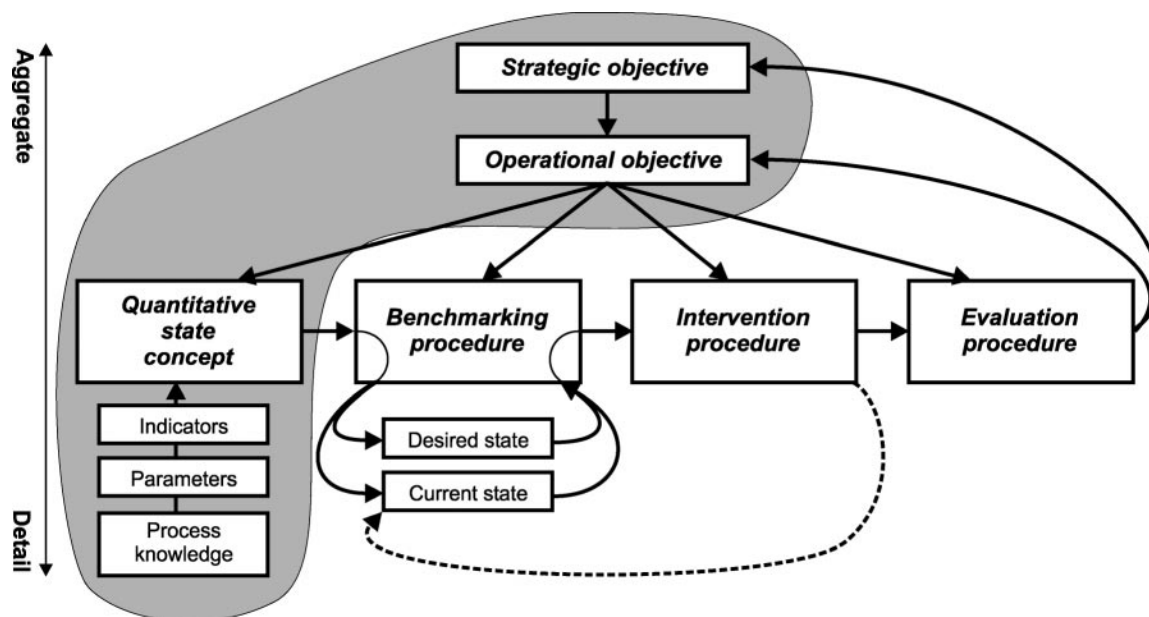 Aggregate
Detail
Strategic objective
Operational objective
Quantitative
state
concept
Benchmarking
procedure
Intervention
procedure
Evaluation
procedure
Indicators
Parameters
Process
knowledge
Desired state
Current state